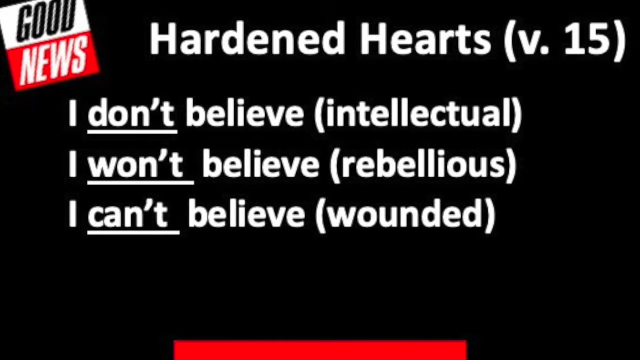 GOOD
NEWS
Hardened Hearts (v. 15)
I don't believe (intellectual)
I won't believe (rebellious)
I can't believe (wounded)